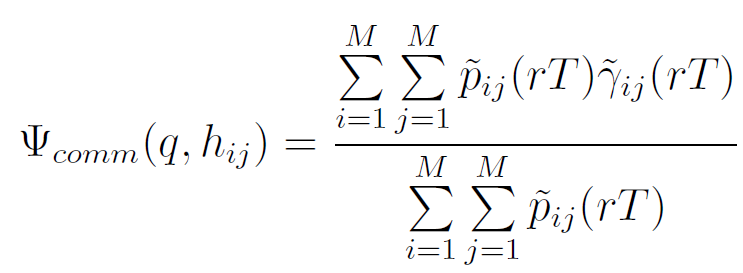 \Psi_{comm}(q, h_{ij}) = \frac{\sum_{i=1}^{M} \sum_{j=1}^{M} \tilde{p}_{ij}(rT) \tilde{\gamma}_{ij}(rT)}{\sum_{i=1}^{M} \sum_{j=1}^{M} \tilde{p}_{ij}(rT)}